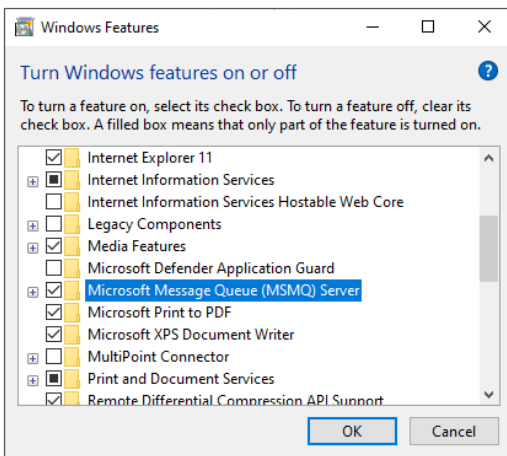 Windows Features
Turn Windows features on or off
?
To turn a feature on, select its check box. To turn a feature off, clear its
check box. A filled box means that only part of the feature is turned on.
Internet Explorer 11
Internet Information Services
Internet Information Services Hostable Web Core
Legacy Components
Media Features
Microsoft Defender Application Guard
Microsoft Message Queue (MSMQ) Server
Microsoft Print to PDF
Microsoft XPS Document Writer
MultiPoint Connector
Print and Document Services
Remote Differential Compression API Support
OK Cancel